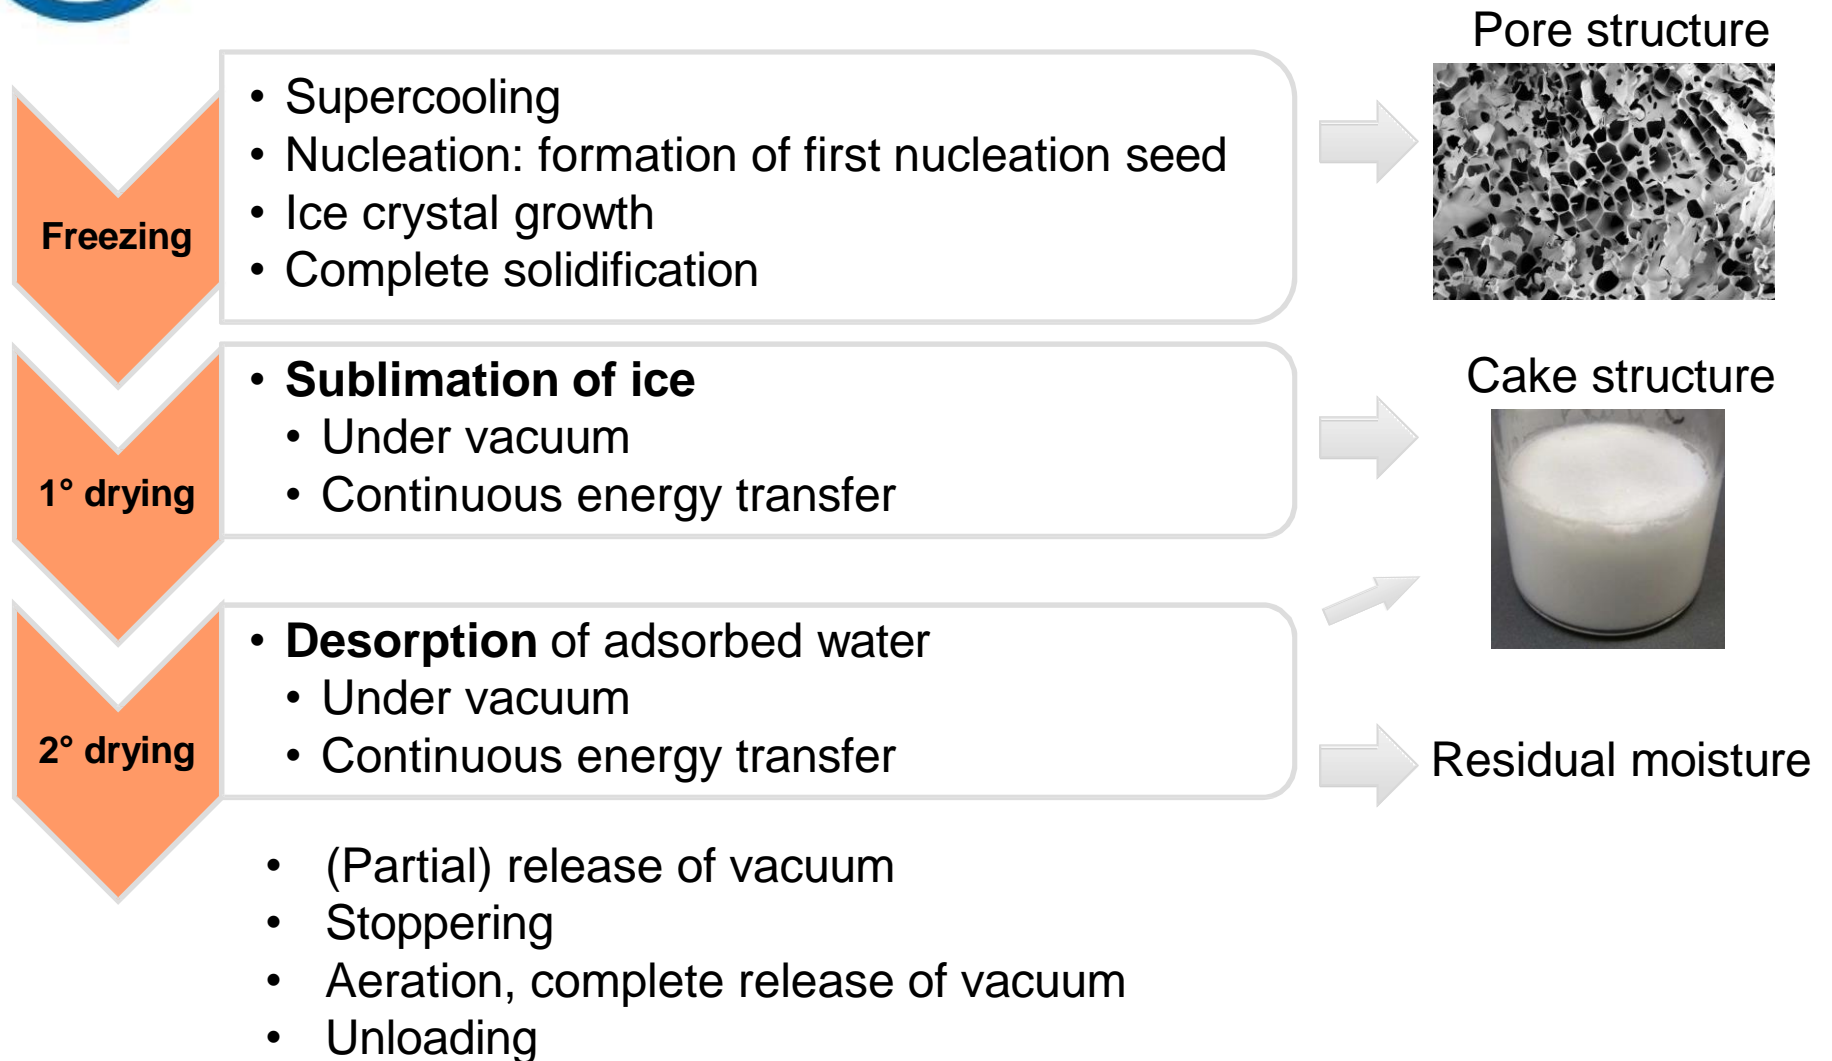 Pore structure
• Supercooling
• Nucleation: formation of first nucleation seed
• Ice crystal growth
• Complete solidification
Freezing
• Sublimation of ice
• Under vacuum
• Continuous energy transfer
1° drying
Cake structure
• Desorption of adsorbed water
• Under vacuum
• Continuous energy transfer
2° drying
Residual moisture
• (Partial) release of vacuum
• Stoppering
• Aeration, complete release of vacuum
• Unloading